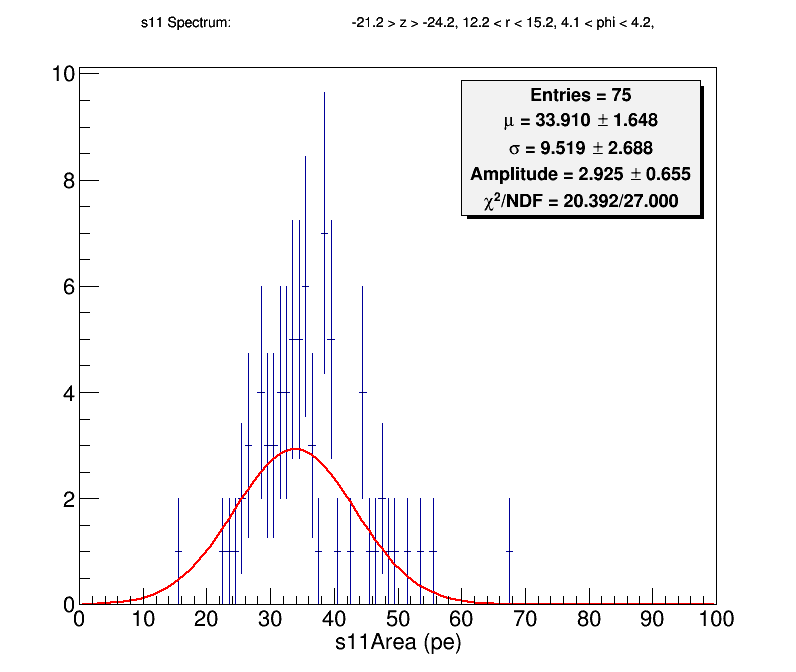 s11 Spectrum: -21.2 > z > -24.2, 12.2 < r < 15.2, 4.1 < phi < 4.2,
Entries = 75
μ = 33.910 ± 1.648
σ = 9.519 ± 2.688
Amplitude = 2.925 ± 0.655
χ²/NDF = 20.392/27.000
10
8
6
4
2
0
0 10 20 30 40 50 60 70 80 90 100
s11Area (pe)